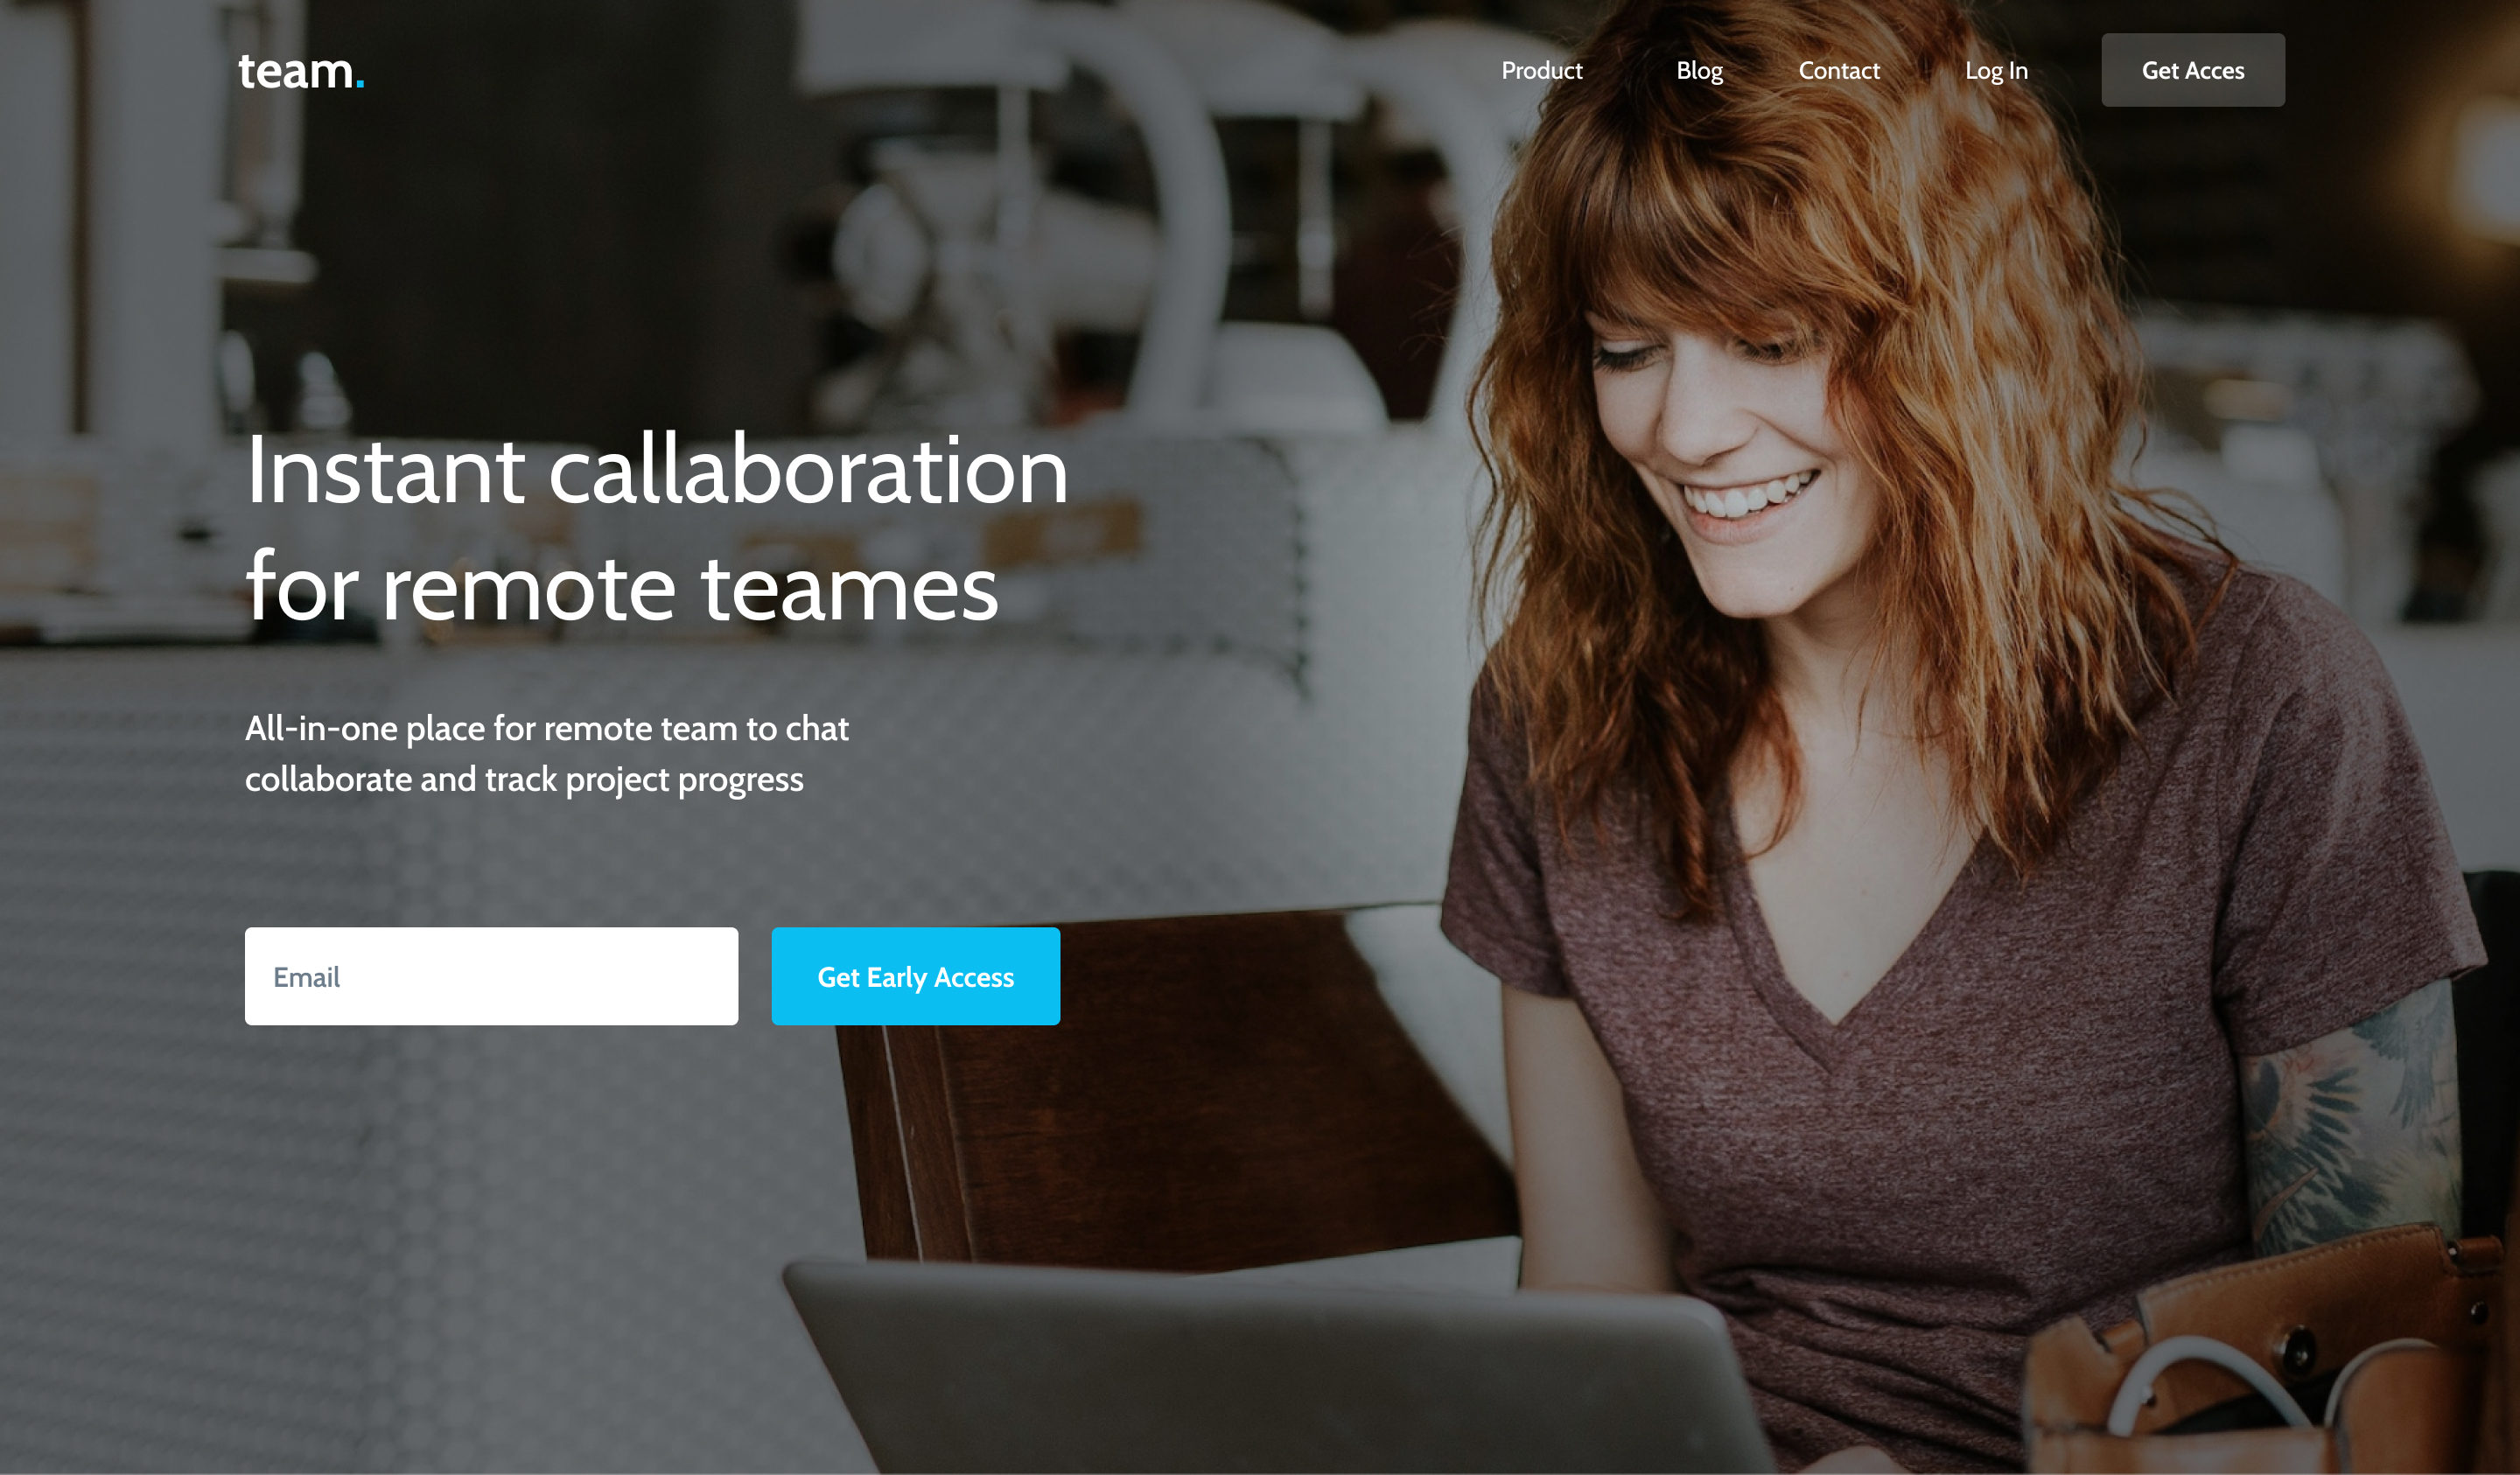 team.
Product Blog Contact Log In Get Acces
Instant callaboration
for remote teames
All-in-one place for remote team to chat
collaborate and track project progress
Email Get Early Access